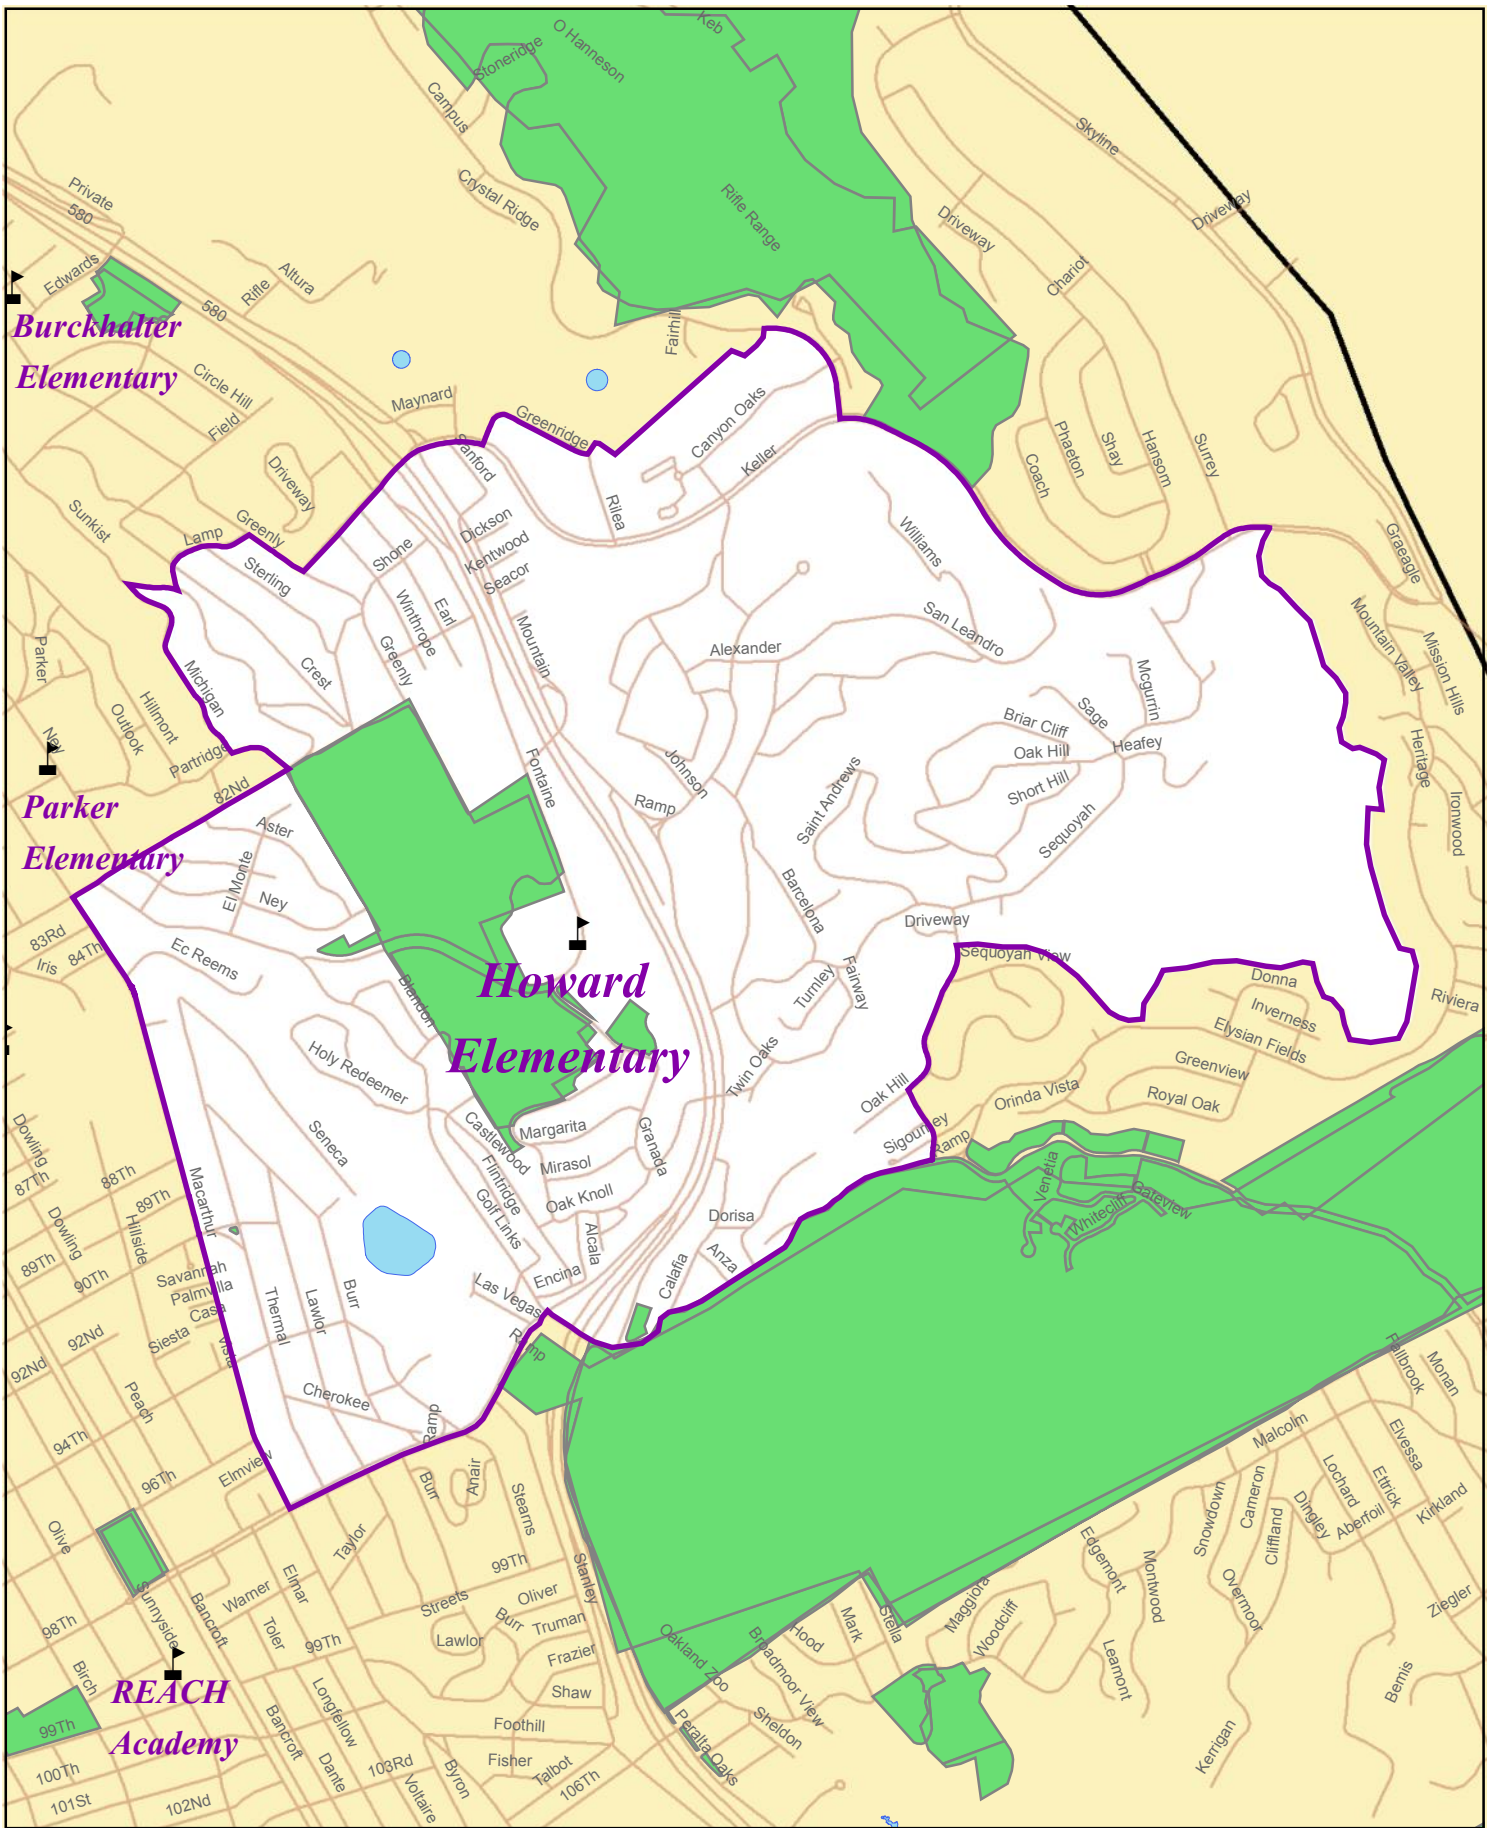 Keb
O Hanneson
Stoneridge
Campus
Skyline
Crystal Ridge
Private
580
Rifle Range
Driveway
Driveway
Edwards
Altura
Rifle
Chariot
580
Burckhalter
Elementary
Fairhill
Circle Hill
Maynard
Field
Greenridge
Canyon Oaks
Keller
Sanford
Phaeton
Shay
Hansom
Surrey
Coach
Driveway
Sunkist
Lamp
Greenly
Rilea
Dickson
Kentwood
Seacor
Shone
Sterling
Williams
Graeagle
Winthrope
Earl
Mountain
San Leandro
Mountain Valley
Mission Hills
Parker
Greenly
Crest
Michigan
Alexander
Mcgurrin
Sage
Briar Cliff
Oak Hill
Heafey
Hillmont
Outlook
Ney
Partridge
Heritage
Fontaine
Johnson
Ramp
Short Hill
Saint Andrews
Sequoyah
Ironwood
82Nd
Parker
Elementary
Aster
El Monte
Ney
Barcelona
Driveway
83Rd
84Th
Iris
Ec Reems
Sequoyah View
Howard
Elementary
Turnley
Fairway
Donna
Inverness
Riviera
Blandon
Elysian Fields
Greenview
Royal Oak
Holy Redeemer
Twin Oaks
Oak Hill
Orinda Vista
Sigourney
Ramp
Castlewood
Margarita
Granada
Seneca
Mirasol
Flintridge
Golf Links
Oak Knoll
Dowling
87Th
88Th
89Th
Macarthur
Hillside
Dowling
89Th
90Th
Venetia
Gateview
Whitecliff
Dorisa
Alcala
Anza
Calafia
Encina
Las Vegas
Ramp
Savannah
Palmvilla
Casa
Vista
Siesta
Thermal
Lawlor
Burr
92Nd
92Nd
Peach
Cherokee
Ramp
Fallbrook
Monan
94Th
96Th
Elmview
Malcolm
Elvessa
Lochard
Ettrick
Kirkland
Burr
Anair
Stearns
Snowdown
Cameron
Cliffland
Dingley
Aberfoil
Olive
Taylor
99Th
Stanley
Edgemont
Montwood
Overmoor
Ziegler
Sunnyside
Bancroft
Warner
Elmar
Streets
Oliver
Burr
Truman
98Th
Toler
99Th
Lawlor
Frazier
Oakland Zoo
Broadmoor View
Hood
Mark
Stella
Maggiora
Woodcliff
Leamont
Bemis
Birch
REACH
Academy
99Th
Longfellow
Bancroft
Shaw
Foothill
Sheldon
Peralta Oaks
Kerrigan
100Th
101St
102Nd
Dante
103Rd
Voltaire
Byron
Fisher
Talbot
106Th